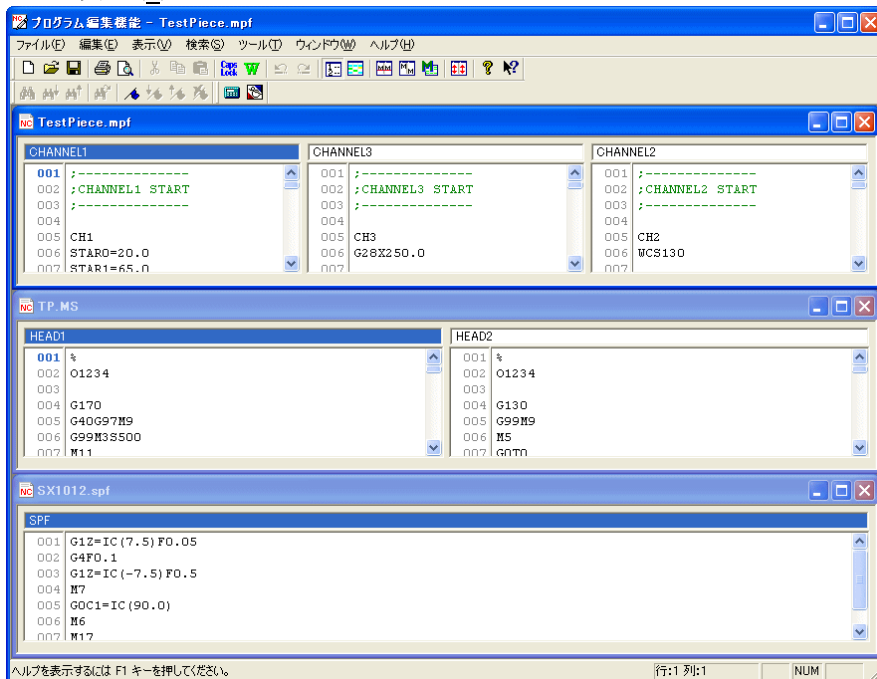 プログラム編集機能 - TestPiece.mpf
ファイル(F) 編集(E) 表示(V) 検索(S) ツール(T) ウィンドウ(W) ヘルプ(H)
Caps Lock W
TestPiece.mpf
CHANNEL1
001 ;--------------
002 ;CHANNEL1 START
003 ;--------------
004
005 CH1
006 STAR0=20.0
007 STAR1=65.0
CHANNEL3
001 ;--------------
002 ;CHANNEL3 START
003 ;--------------
004
005 CH3
006 G28X250.0
007
CHANNEL2
001 ;--------------
002 ;CHANNEL2 START
003 ;--------------
004
005 CH2
006 WCS130
007
TP.MS
HEAD1
001 %
002 O1234
003
004 G170
005 G40G97M9
006 G99M3S500
007 M11
HEAD2
001 %
002 O1234
003
004 G130
005 G99M9
006 M5
007 G0T0
SX1012.spf
SPF
001 G1Z=IC(7.5)F0.05
002 G4F0.1
003 G1Z=IC(-7.5)F0.5
004 M7
005 G0C1=IC(90.0)
006 M6
007 M17
ヘルプを表示するには F1 キーを押してください。
行:1 列:1
NUM